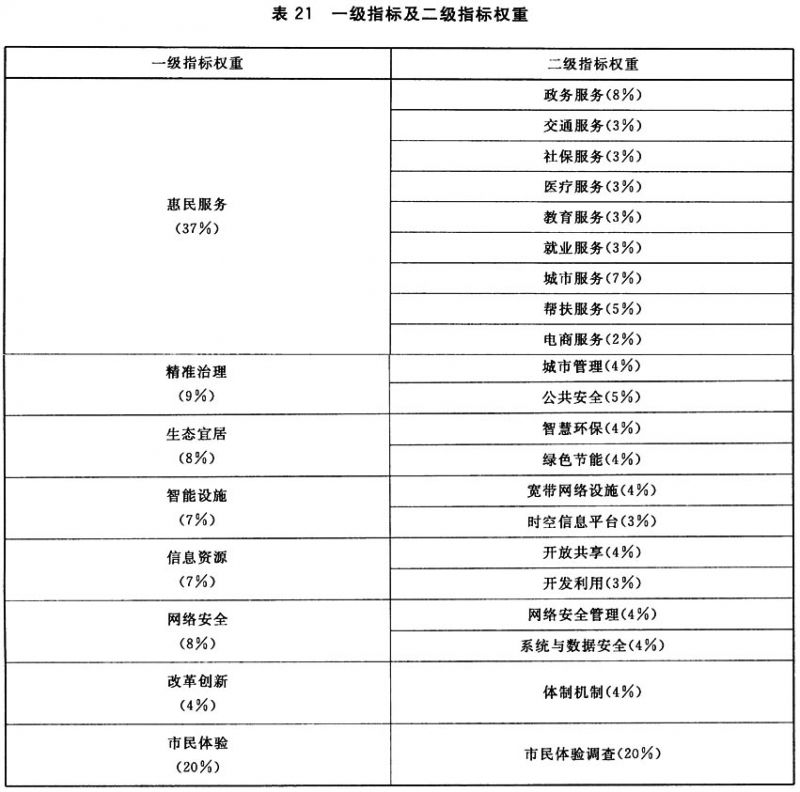 表 21 一级指标及二级指标权重
一级指标权重
二级指标权重
惠民服务
(37%)
政务服务(8%)
交通服务(3%)
社保服务(3%)
医疗服务(3%)
教育服务(3%)
就业服务(3%)
城市服务(7%)
帮扶服务(5%)
电商服务(2%)
精准治理
(9%)
城市管理(4%)
公共安全(5%)
生态宜居
(8%)
智慧环保(4%)
绿色节能(4%)
智能设施
(7%)
宽带网络设施(4%)
时空信息平台(3%)
信息资源
(7%)
开放共享(4%)
开发利用(3%)
网络安全
(8%)
网络安全管理(4%)
系统与数据安全(4%)
改革创新
(4%)
体制机制(4%)
市民体验
(20%)
市民体验调查(20%)